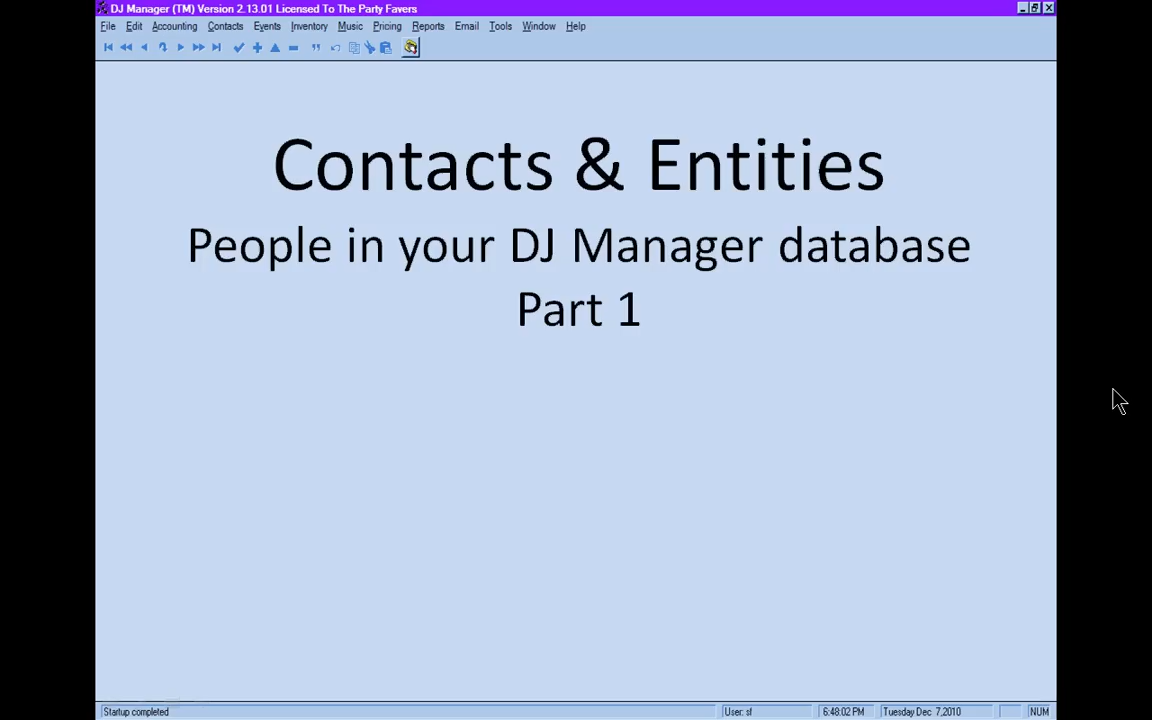 DJ Manager (TM) Version 2.13.01 Licensed To The Party Favers
File Edit Accounting Contacts Events Inventory Music Pricing Reports Email Tools Window Help
Contacts & Entities
People in your DJ Manager database
Part 1
Startup completed User: sf 6:48:02 PM Tuesday Dec 7,2010 NUM